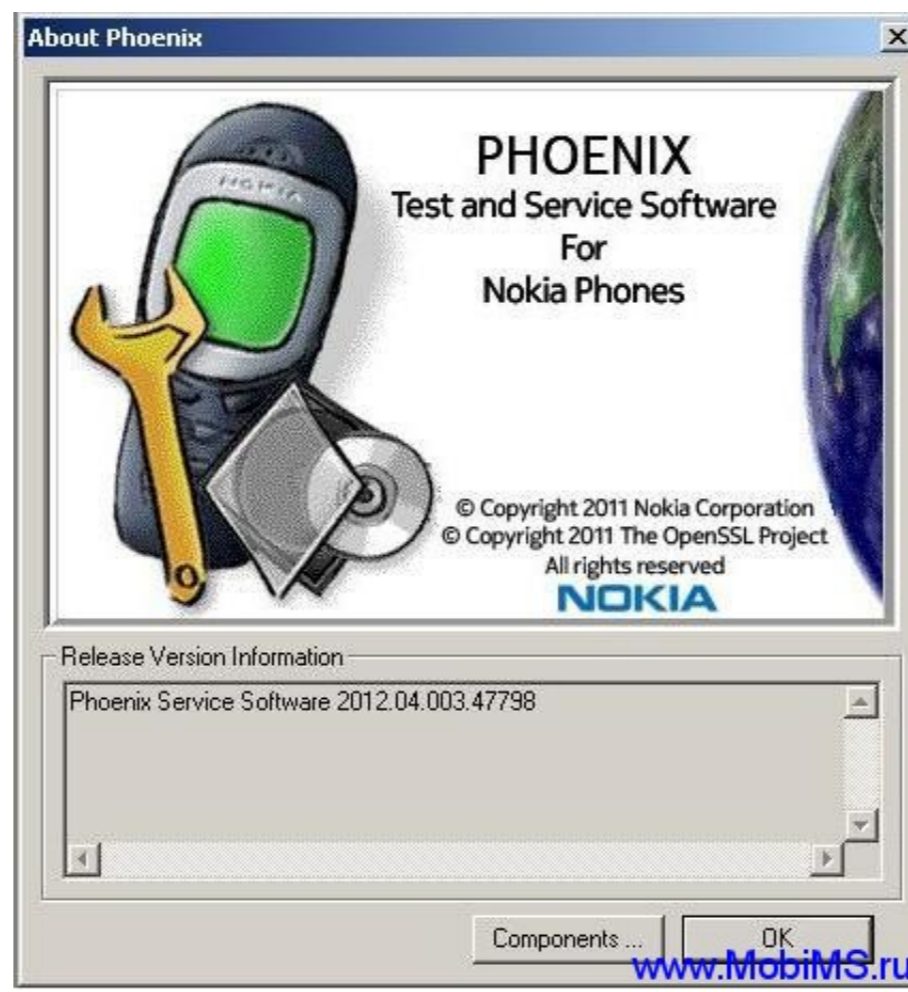 About Phoenix
NOKIA
PHOENIX
Test and Service Software
For
Nokia Phones
© Copyright 2011 Nokia Corporation
© Copyright 2011 The OpenSSL Project
All rights reserved
NOKIA
Release Version Information
Phoenix Service Software 2012.04.003.47798
Components ...
OK
www.MobiMS.ru